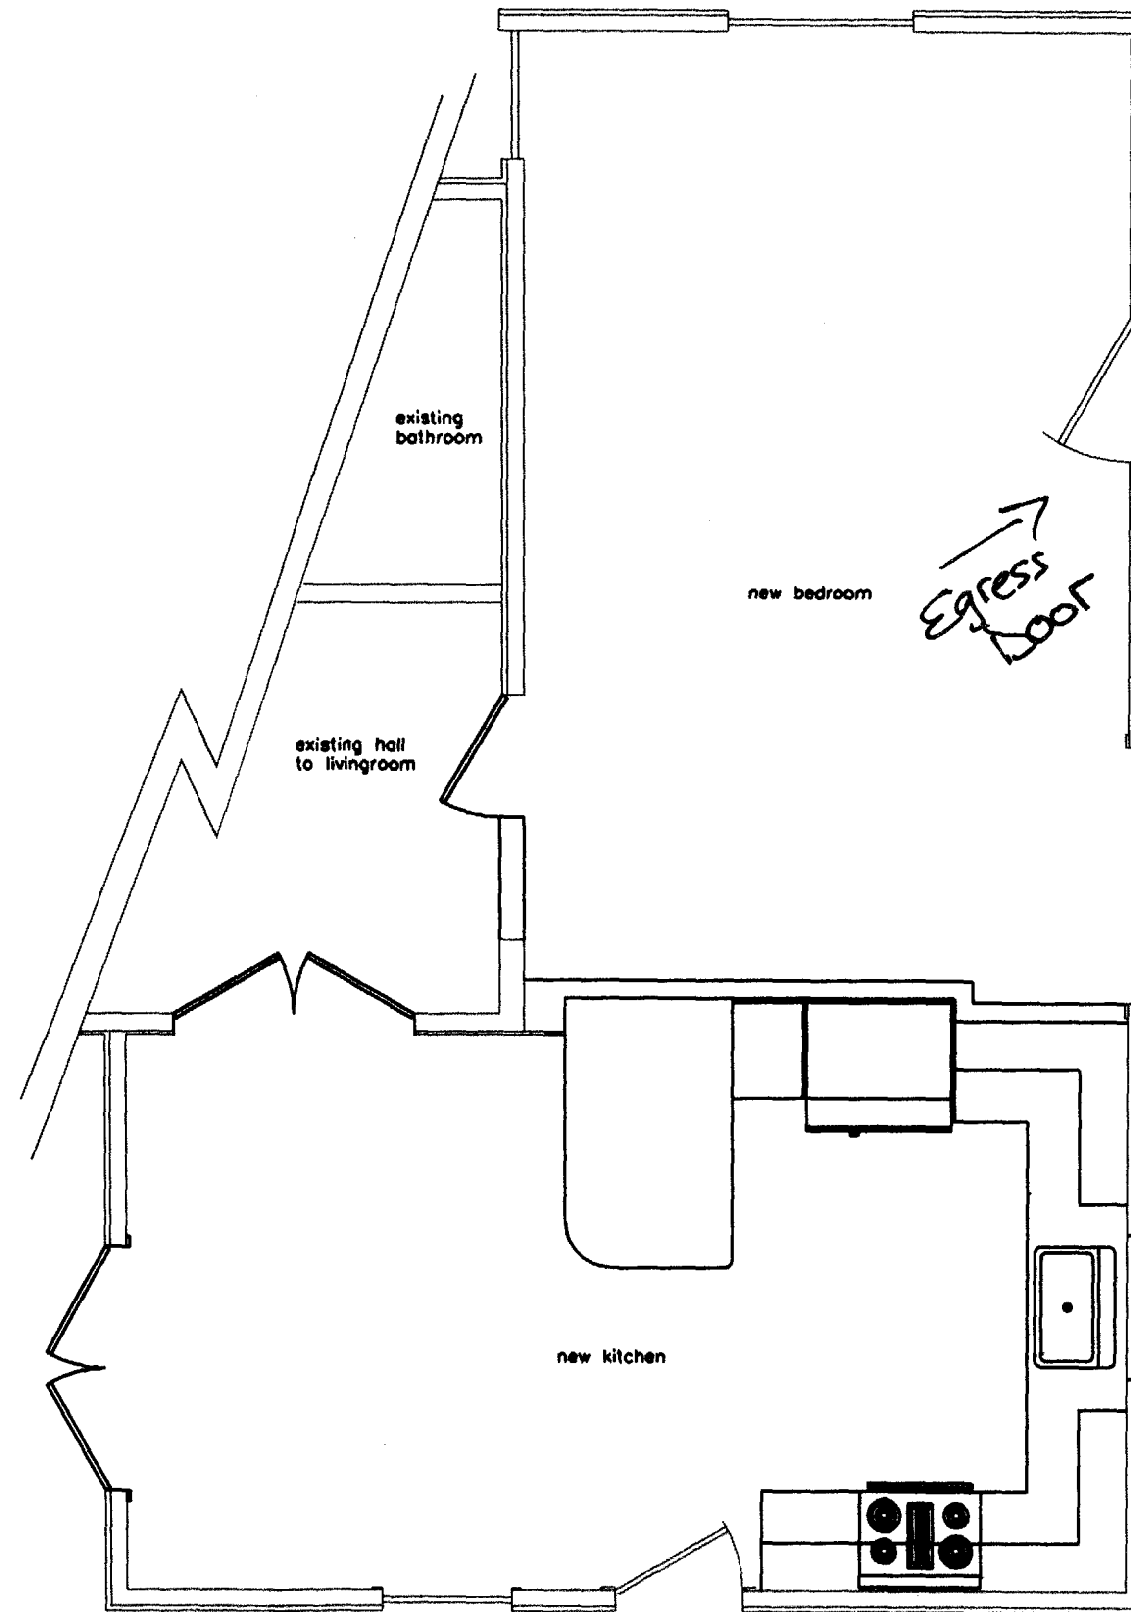 existing
bathroom
new bedroom
Egress
Door
existing hall
to livingroom
new kitchen